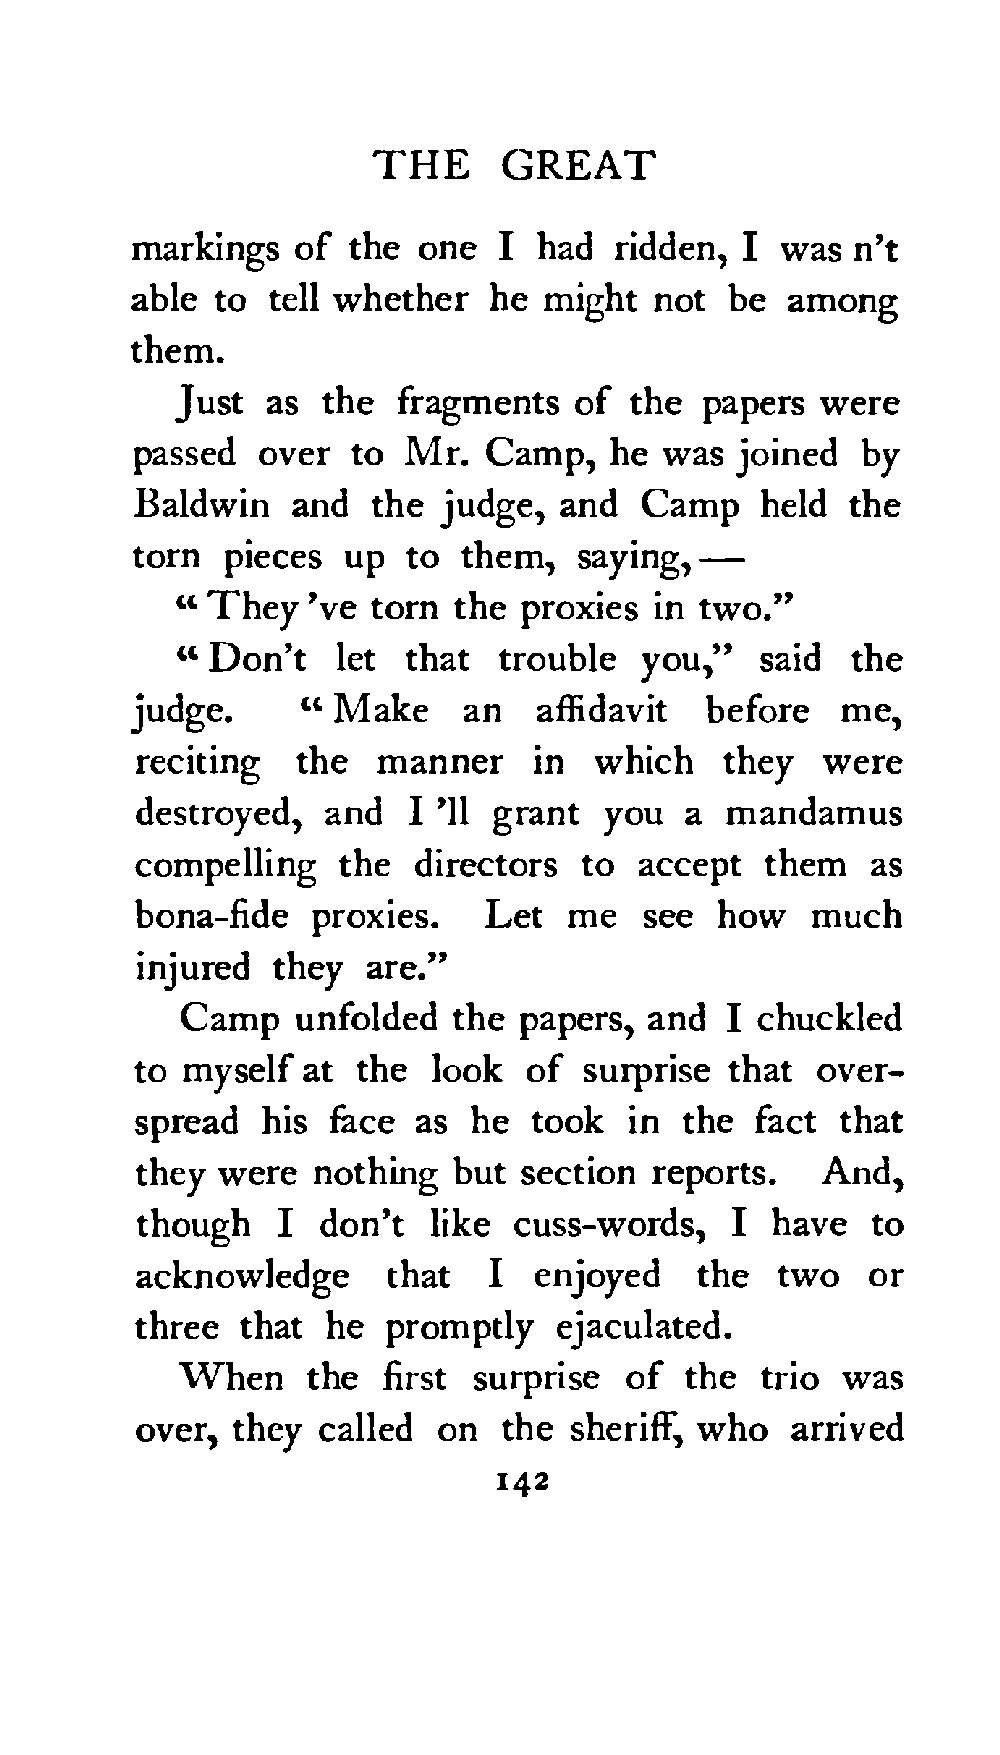 THE GREAT
markings of the one I had ridden, I was n't
able to tell whether he might not be among
them.
Just as the fragments of the papers were
passed over to Mr. Camp, he was joined by
Baldwin and the judge, and Camp held the
torn pieces up to them, saying,—
“ They 've torn the proxies in two.”
“ Don't let that trouble you,” said the
judge. “ Make an affidavit before me,
reciting the manner in which they were
destroyed, and I 'll grant you a mandamus
compelling the directors to accept them as
bona-fide proxies. Let me see how much
injured they are.”
Camp unfolded the papers, and I chuckled
to myself at the look of surprise that over-
spread his face as he took in the fact that
they were nothing but section reports. And,
though I don't like cuss-words, I have to
acknowledge that I enjoyed the two or
three that he promptly ejaculated.
When the first surprise of the trio was
over, they called on the sheriff, who arrived
142